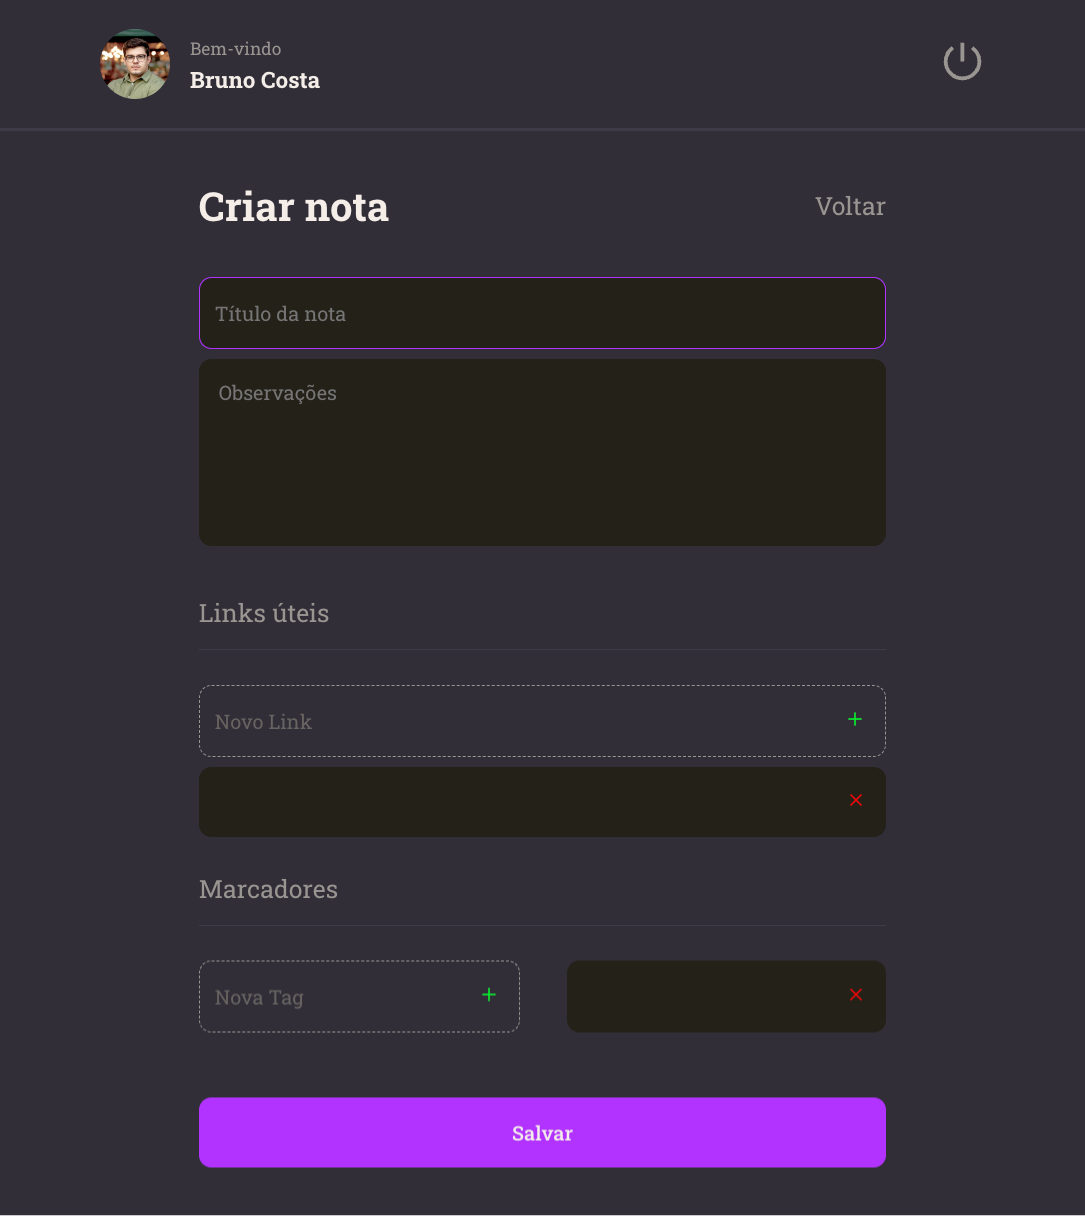 Bem-vindo
Bruno Costa
Criar nota
Voltar
Título da nota
Observações
Links úteis
Novo Link
Marcadores
Nova Tag
Salvar